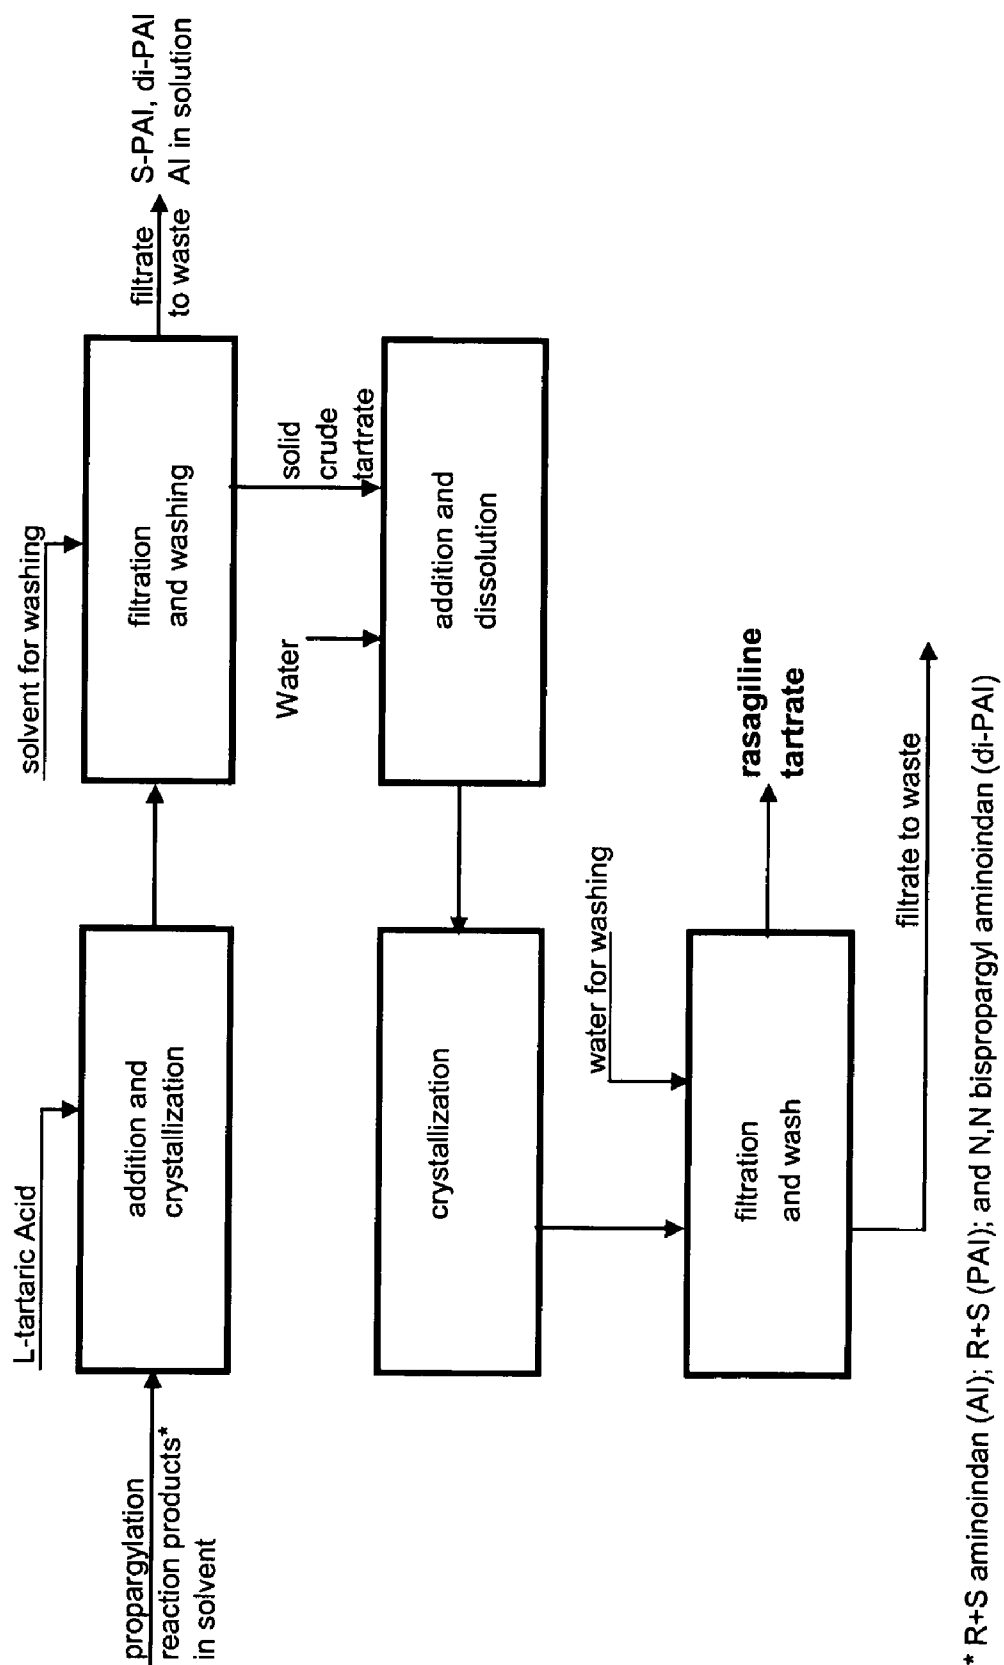 L-tartaric Acid
propargylation
reaction products*
in solvent
addition and
crystallization
solvent for washing
filtration
and washing
filtrate
to waste
S-PAI, di-PAI
AI in solution
solid
crude
tartrate
Water
addition and
dissolution
crystallization
water for washing
filtration
and wash
rasagiline
tartrate
filtrate to waste
* R+S aminoindan (AI); R+S (PAI); and N,N bispropargyl aminoindan (di-PAI)